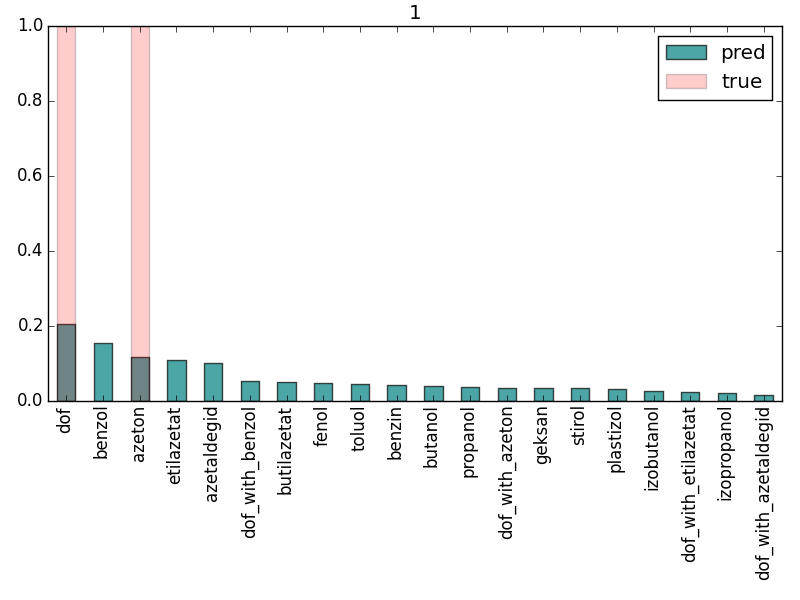 1
1.0
0.8
0.6
0.4
0.2
0.0
pred
true
dof
benzol
azeton
etilazetat
azetaldegid
dof_with_benzol
butilazetat
fenol
toluol
benzin
butanol
propanol
dof_with_azeton
geksan
stirol
plastizol
izobutanol
dof_with_etilazetat
izopropanol
dof_with_azetaldegid